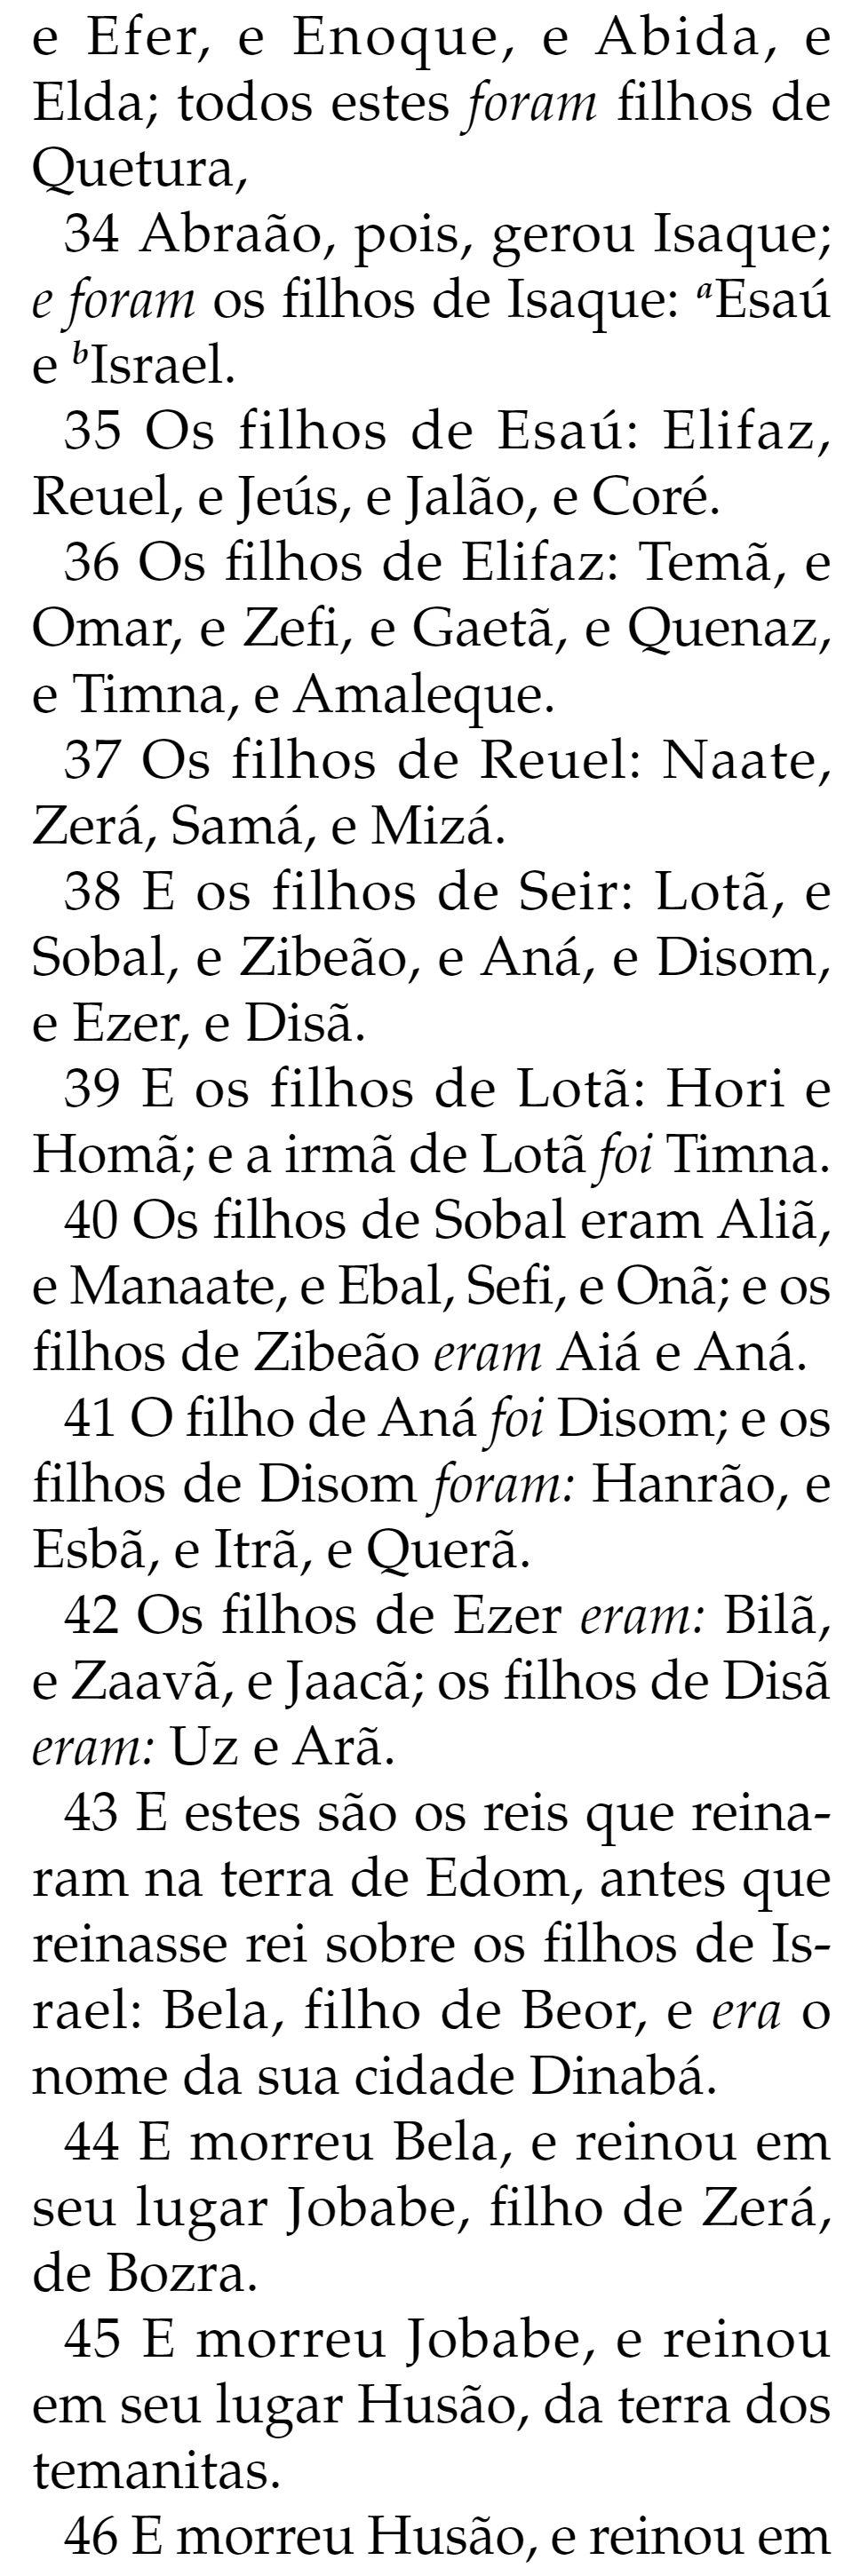 e Efer, e Enoque, e Abida, e
Elda; todos estes foram filhos de
Quetura,
34 Abraão, pois, gerou Isaque;
e foram os filhos de Isaque: aEsaú
e bIsrael.
35 Os filhos de Esaú: Elifaz,
Reuel, e Jeús, e Jalão, e Coré.
36 Os filhos de Elifaz: Temã, e
Omar, e Zefi, e Gaetã, e Quenaz,
e Timna, e Amaleque.
37 Os filhos de Reuel: Naate,
Zerá, Samá, e Mizá.
38 E os filhos de Seir: Lotã, e
Sobal, e Zibeão, e Aná, e Disom,
e Ezer, e Disã.
39 E os filhos de Lotã: Hori e
Homã; e a irmã de Lotã foi Timna.
40 Os filhos de Sobal eram Aliã,
e Manaate, e Ebal, Sefi, e Onã; e os
filhos de Zibeão eram Aiá e Aná.
41 O filho de Aná foi Disom; e os
filhos de Disom foram: Hanrão, e
Esbã, e Itrã, e Querã.
42 Os filhos de Ezer eram: Bilã,
e Zaavã, e Jaacã; os filhos de Disã
eram: Uz e Arã.
43 E estes são os reis que reina-
ram na terra de Edom, antes que
reinasse rei sobre os filhos de Is-
rael: Bela, filho de Beor, e era o
nome da sua cidade Dinabá.
44 E morreu Bela, e reinou em
seu lugar Jobabe, filho de Zerá,
de Bozra.
45 E morreu Jobabe, e reinou
em seu lugar Husão, da terra dos
temanitas.
46 E morreu Husão, e reinou em